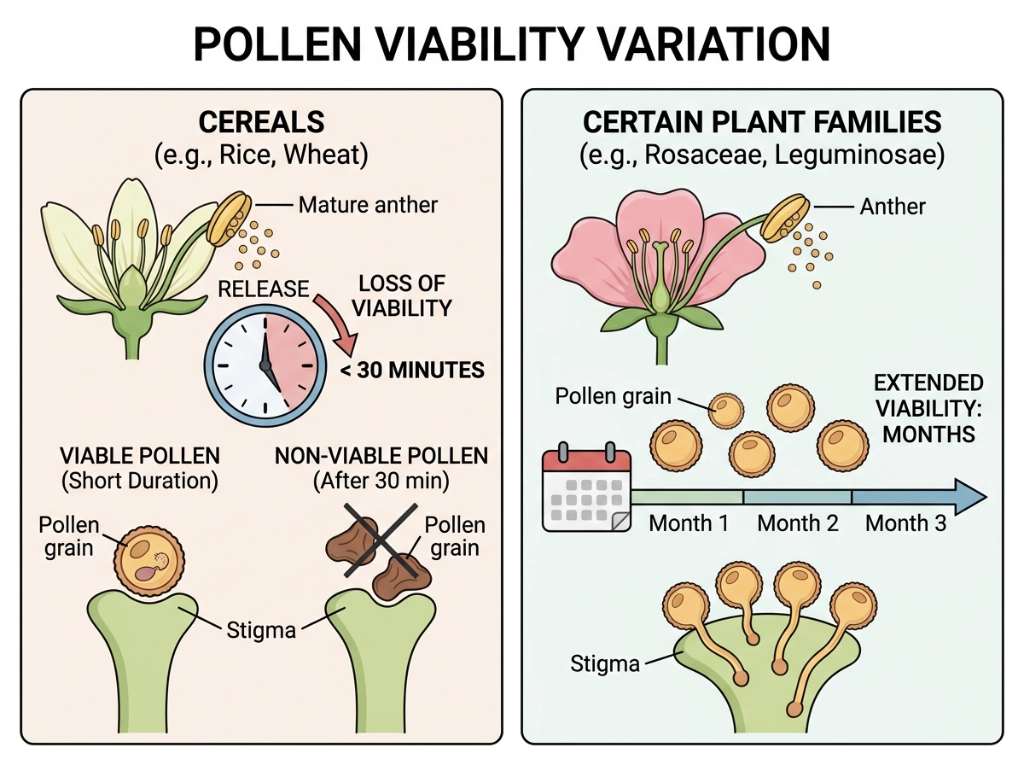 POLLEN VIABILITY VARIATION
CEREALS
(e.g., Rice, Wheat)
Mature anther
RELEASE
LOSS OF
VIABILITY
< 30 MINUTES
VIABLE POLLEN
(Short Duration)
NON-VIABLE POLLEN
(After 30 min)
Pollen
grain
Pollen
grain
Stigma
CERTAIN PLANT FAMILIES
(e.g., Rosaceae, Leguminosae)
Anther
Pollen grain
EXTENDED
VIABILITY:
MONTHS
Month 1
Month 2
Month 3
Stigma